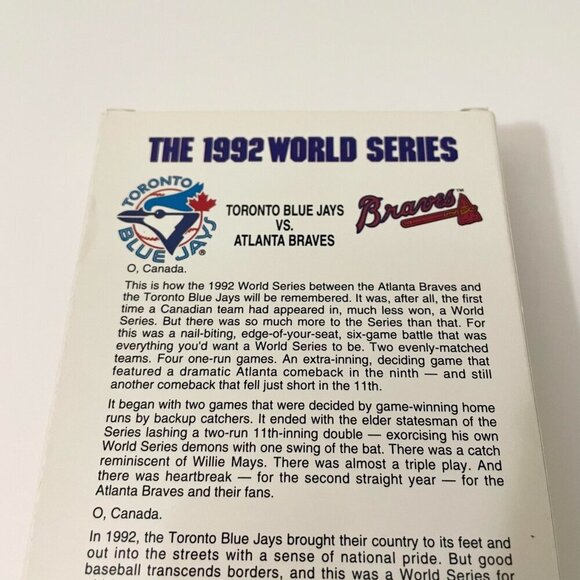 THE 1992 WORLD SERIES
TORONTO
BLUE JAYS
®
TORONTO BLUE JAYS
VS.
ATLANTA BRAVES
Braves™
O, Canada.
This is how the 1992 World Series between the Atlanta Braves and
the Toronto Blue Jays will be remembered. It was, after all, the first
time a Canadian team had appeared in, much less won, a World
Series. But there was so much more to the Series than that. For
this was a nail-biting, edge-of-your-seat, six-game battle that was
everything you'd want a World Series to be. Two evenly-matched
teams. Four one-run games. An extra-inning, deciding game that
featured a dramatic Atlanta comeback in the ninth — and still
another comeback that fell just short in the 11th.
It began with two games that were decided by game-winning home
runs by backup catchers. It ended with the elder statesman of the
Series lashing a two-run 11th-inning double — exorcising his own
World Series demons with one swing of the bat. There was a catch
reminiscent of Willie Mays. There was almost a triple play. And
there was heartbreak — for the second straight year — for the
Atlanta Braves and their fans.
O, Canada.
In 1992, the Toronto Blue Jays brought their country to its feet and
out into the streets with a sense of national pride. But good
baseball transcends borders, and this was a World Series for